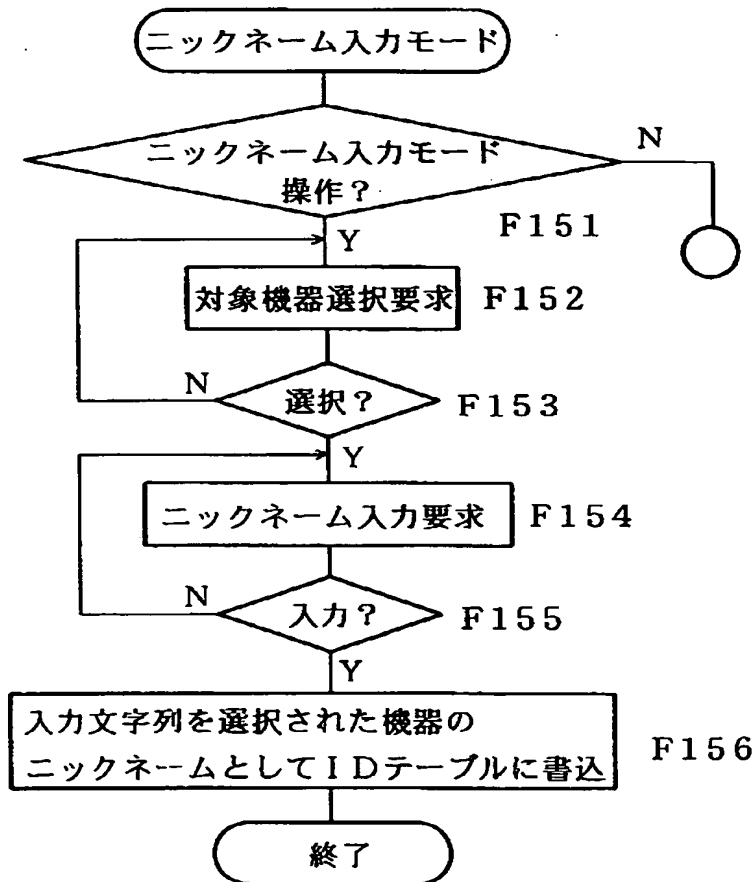 ニックネーム入力モード
ニックネーム入力モード
操作?
N
F151
Y
対象機器選択要求
F152
N
選択?
F153
Y
ニックネーム入力要求
F154
N
入力?
F155
Y
入力文字列を選択された機器の
ニックネームとしてIDテーブルに書込
F156
終了